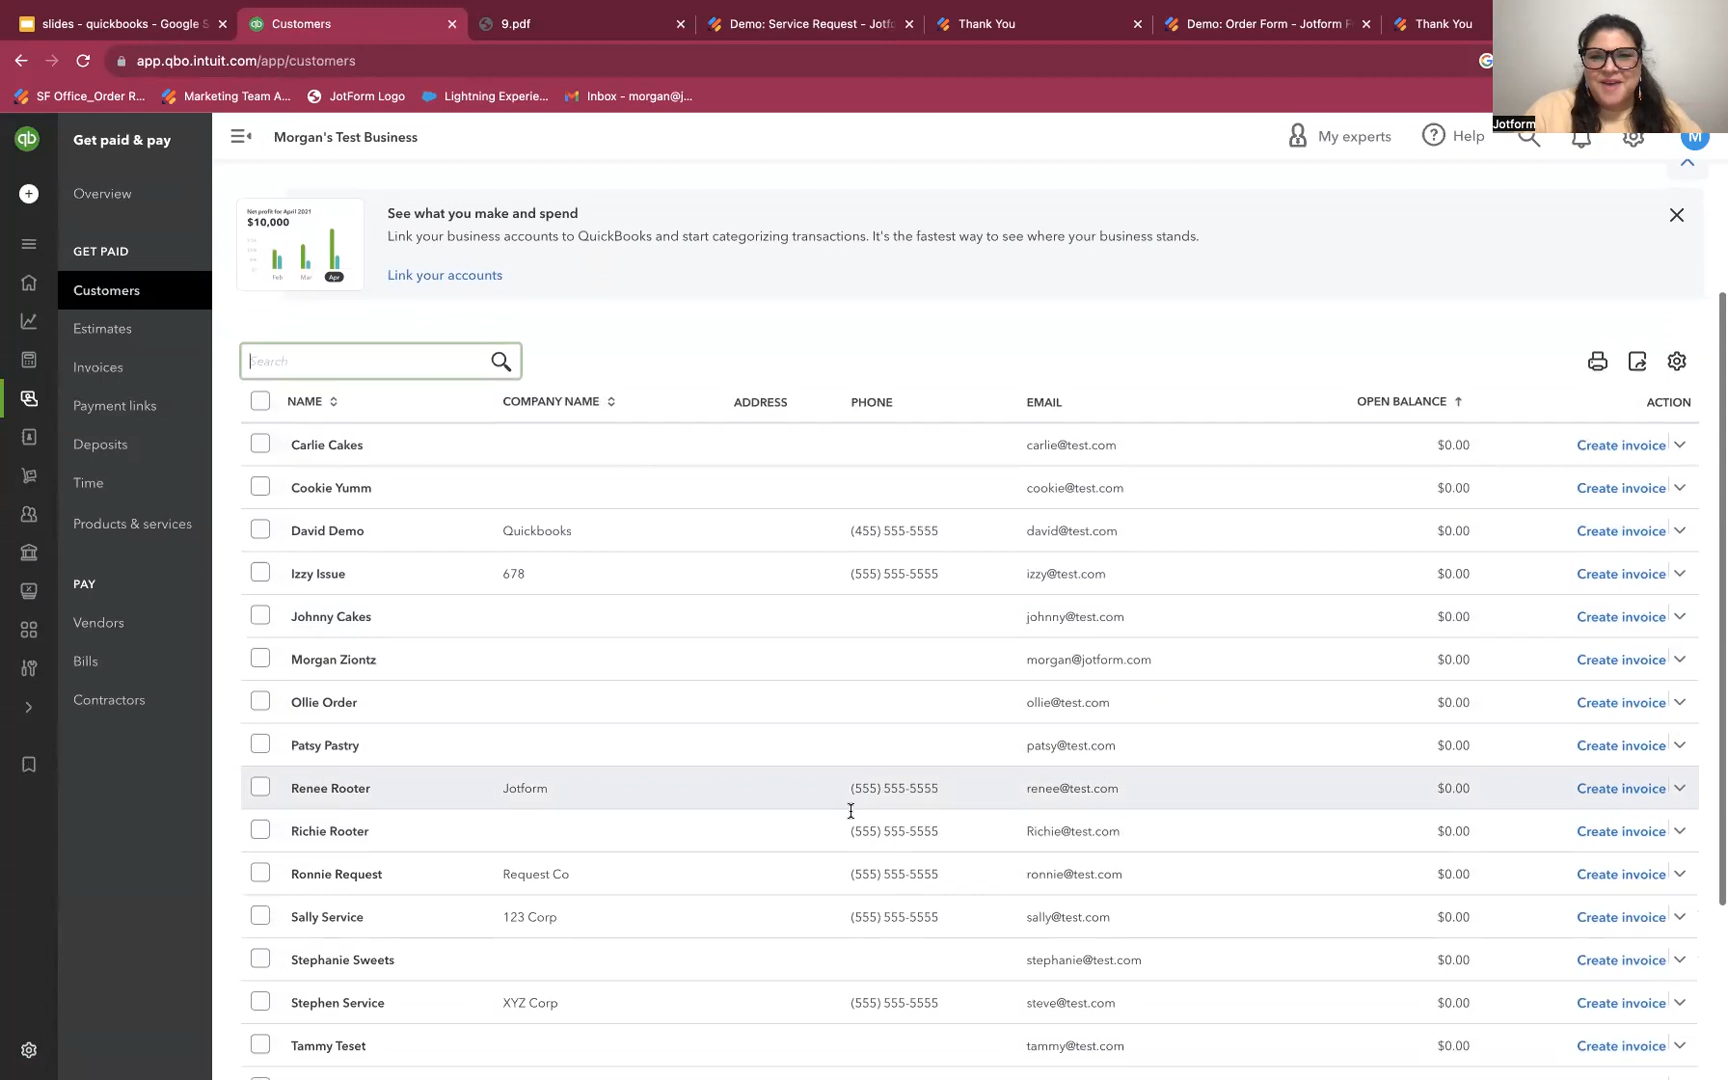 slides - quickbooks - Google S
Customers
9.pdf
Demo: Service Request - Jotfo
Thank You
Demo: Order Form - Jotform F
Thank You
app.qbo.intuit.com/app/customers
SF Office_Order R...
Marketing Team A...
JotForm Logo
Lightning Experie...
Inbox - morgan@j...
Jotform
qb
Get paid & pay
Morgan's Test Business
My experts
Help
M
Overview
GET PAID
Customers
Estimates
Invoices
Payment links
Deposits
Time
Products & services
PAY
Vendors
Bills
Contractors
Net profit for April 2021
$10,000
Feb Mar Apr
See what you make and spend
Link your business accounts to QuickBooks and start categorizing transactions. It's the fastest way to see where your business stands.
Link your accounts
Search
NAME COMPANY NAME ADDRESS PHONE EMAIL OPEN BALANCE ACTION
Carlie Cakes carlie@test.com $0.00 Create invoice
Cookie Yumm cookie@test.com $0.00 Create invoice
David Demo Quickbooks (455) 555-5555 david@test.com $0.00 Create invoice
Izzy Issue 678 (555) 555-5555 izzy@test.com $0.00 Create invoice
Johnny Cakes johnny@test.com $0.00 Create invoice
Morgan Ziontz morgan@jotform.com $0.00 Create invoice
Ollie Order ollie@test.com $0.00 Create invoice
Patsy Pastry patsy@test.com $0.00 Create invoice
Renee Rooter Jotform (555) 555-5555 renee@test.com $0.00 Create invoice
Richie Rooter (555) 555-5555 Richie@test.com $0.00 Create invoice
Ronnie Request Request Co (555) 555-5555 ronnie@test.com $0.00 Create invoice
Sally Service 123 Corp (555) 555-5555 sally@test.com $0.00 Create invoice
Stephanie Sweets stephanie@test.com $0.00 Create invoice
Stephen Service XYZ Corp (555) 555-5555 steve@test.com $0.00 Create invoice
Tammy Teset tammy@test.com $0.00 Create invoice